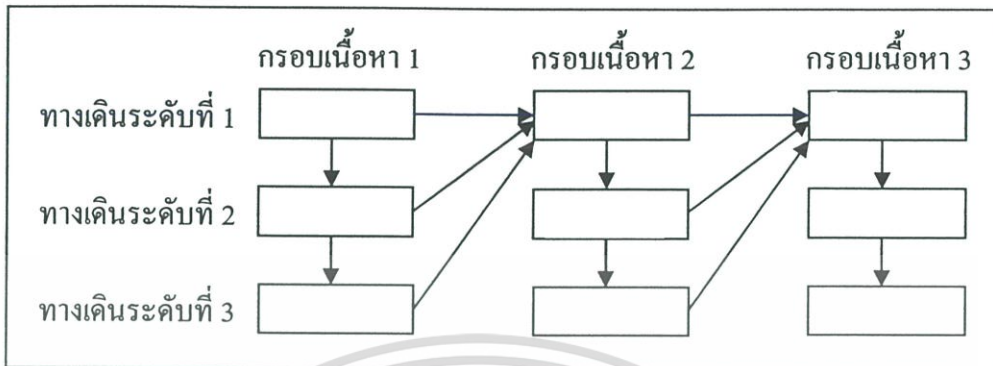 กรอบเนื้อหา 1 กรอบเนื้อหา 2 กรอบเนื้อหา 3
ทางเดินระดับที่ 1
ทางเดินระดับที่ 2
ทางเดินระดับที่ 3